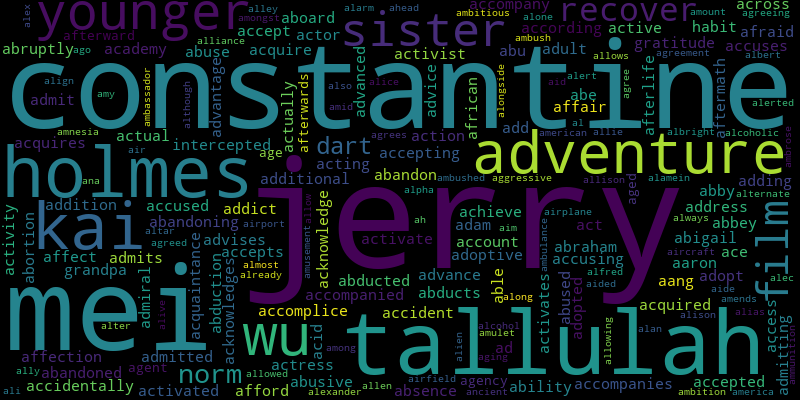 alex younger alley alarm ahead ambitious accompany recover amount agreeing across
afterward aboard amongst alone according active habit afraid
abruptly ago academy abuse accept actor sister activist ambush abu adult gratitude accuses
constantine
align amy ambassador alliance although advantage acquire also actually amid afterwards alice advanced advice african alongside alert aid allows agree agreement afterlife albert aftermath alerted
admit amnesia acquires actual intercepted dart agrees action add abe affair american al allie albright alcoholic ambrose
holmes air age acting accepting adventure
ana additional abandon ambushed aggressive allison aged alamein adding alternate
activity addition accused addict acknowledge allow alpha achieve adam abby address always
kai abortion altar abandoning agreed airport amusement activate jerry ah aim account airplane act abigail abbey film
affect admits advises accepts acquaintance adoptive abraham accusing ace aaron aircraft
grandpa admiral abduction acknowledges almost already abducted advance able activates ambulance abused alfred adopted aided aang adopt aide alec
mei alter alive accompanied abducts along acquired alison amends access
accomplice accident alcohol amulet alias
wu acid among ad aging alien tallulah allowing alan admitting ammunition
affection admitted actress
ally abandoned agent norm allowed abusive allen absence agency ability accompanies accepted america
ali accidentally activated afford alexander airfield ancient ambition